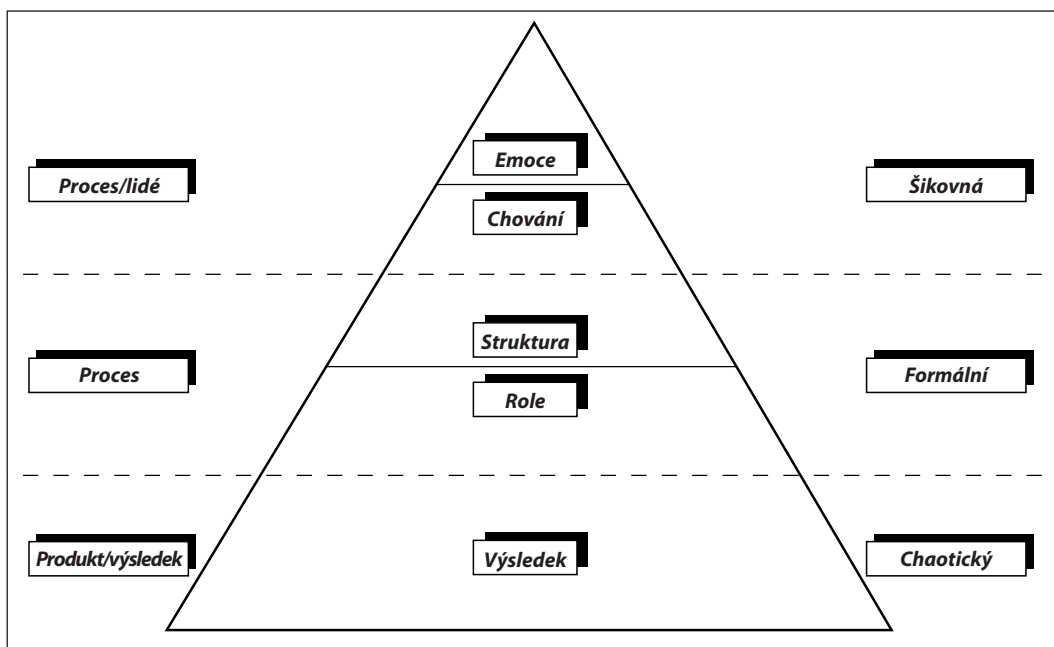 Emoce
Proces/lidé
Šikovná
Chování
Struktura
Proces
Formální
Role
Produkt/výsledek
Výsledek
Chaotický